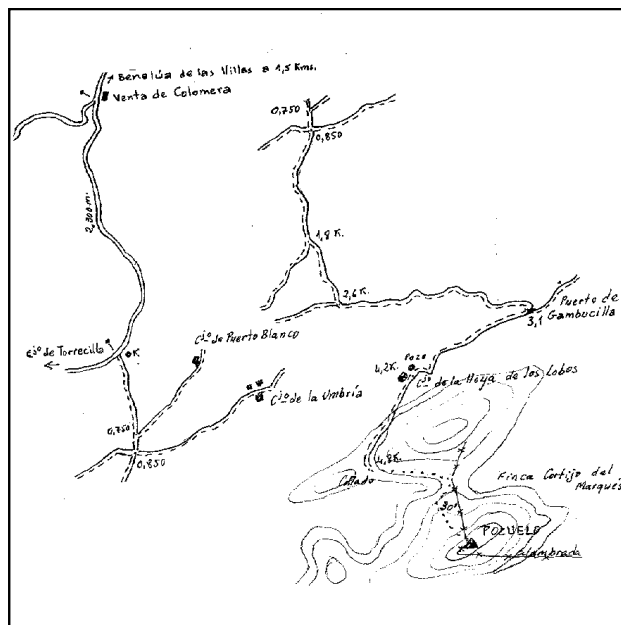 Benalúa de las Villas a 1,5 Kms.
Venta de Colomera
0,750
0,850
2,300 m.
1,8 K.
2,6 K.
Puerto de
Gambucilla
3,1
Cjº de Puerto Blanco
Cjº de Torrecilla
0K
Pozo
4,2K.
Cjº de la Hoya de los Lobos
Cjº de la Umbría
0,750
0,850
4,8K.
Collado
Finca Cortijo del
Marqués
30'
POZUELO
alambrada